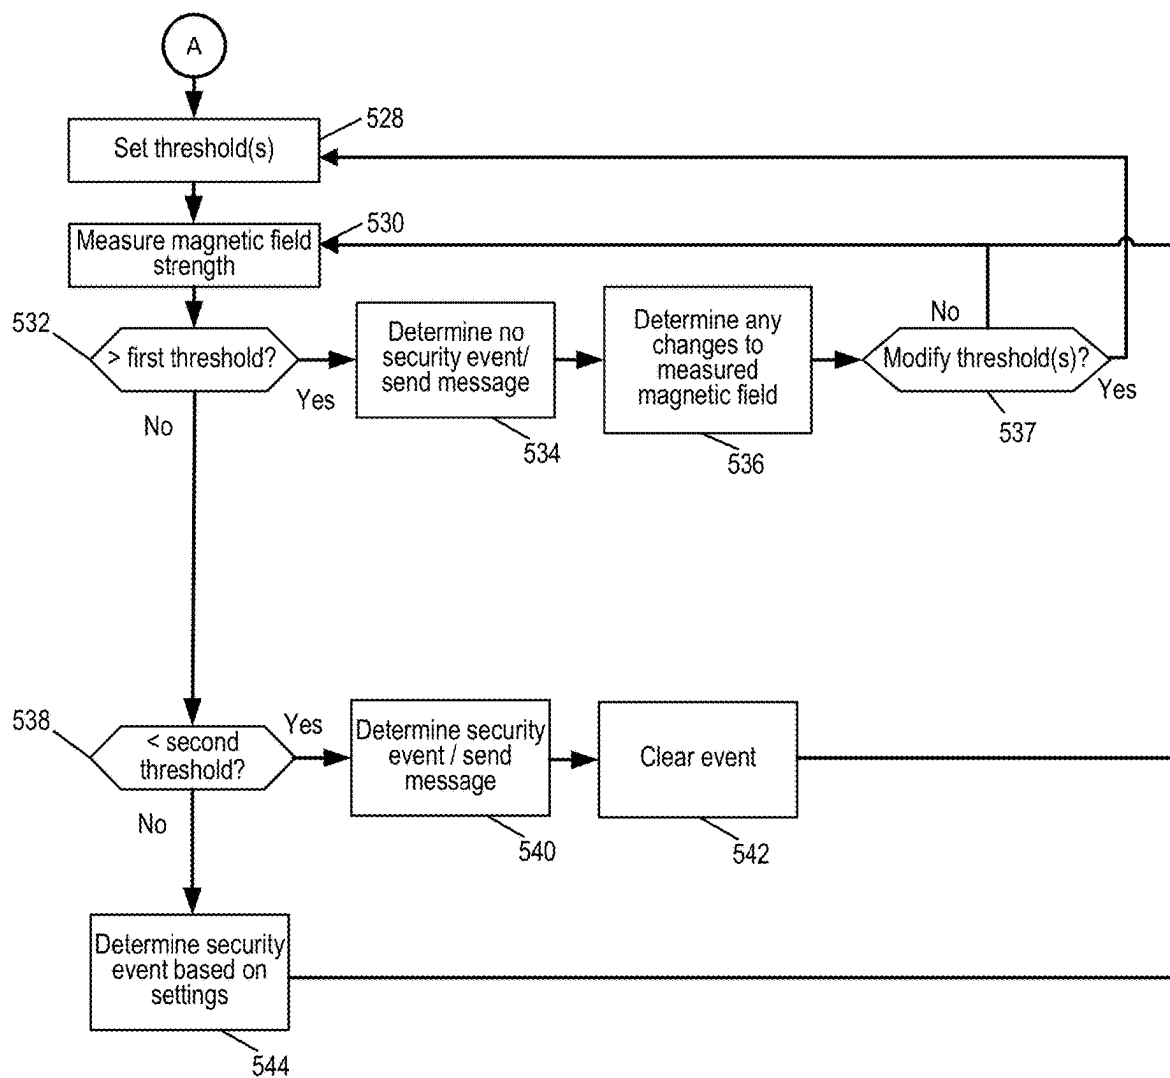 A
528
Set threshold(s)
530
Measure magnetic field
strength
532
> first threshold?
Yes
No
Determine no
security event/
send message
534
Determine any
changes to
measured
magnetic field
536
No
Modify threshold(s)?
Yes
537
538
< second
threshold?
Yes
No
Determine security
event / send
message
540
Clear event
542
Determine security
event based on
settings
544